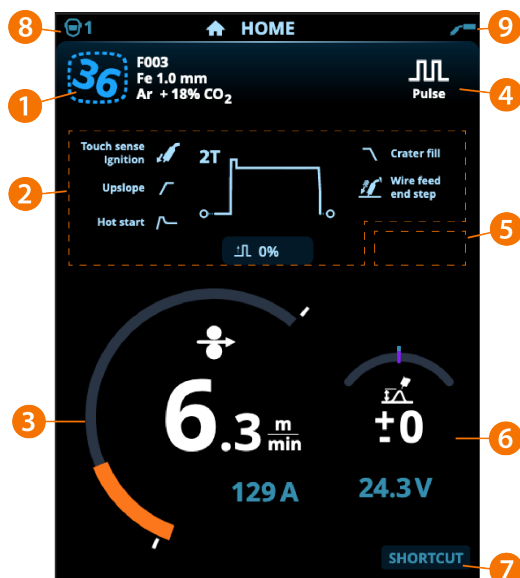 8
1
HOME
9
36
F003
Fe 1.0 mm
Ar + 18% CO2
Pulse
1
4
2
Touch sense
Ignition
2T
Crater fill
Upslope
Wire feed
end step
Hot start
0%
5
3
6.3 m/min
±0
6
129 A
24.3 V
SHORTCUT
7